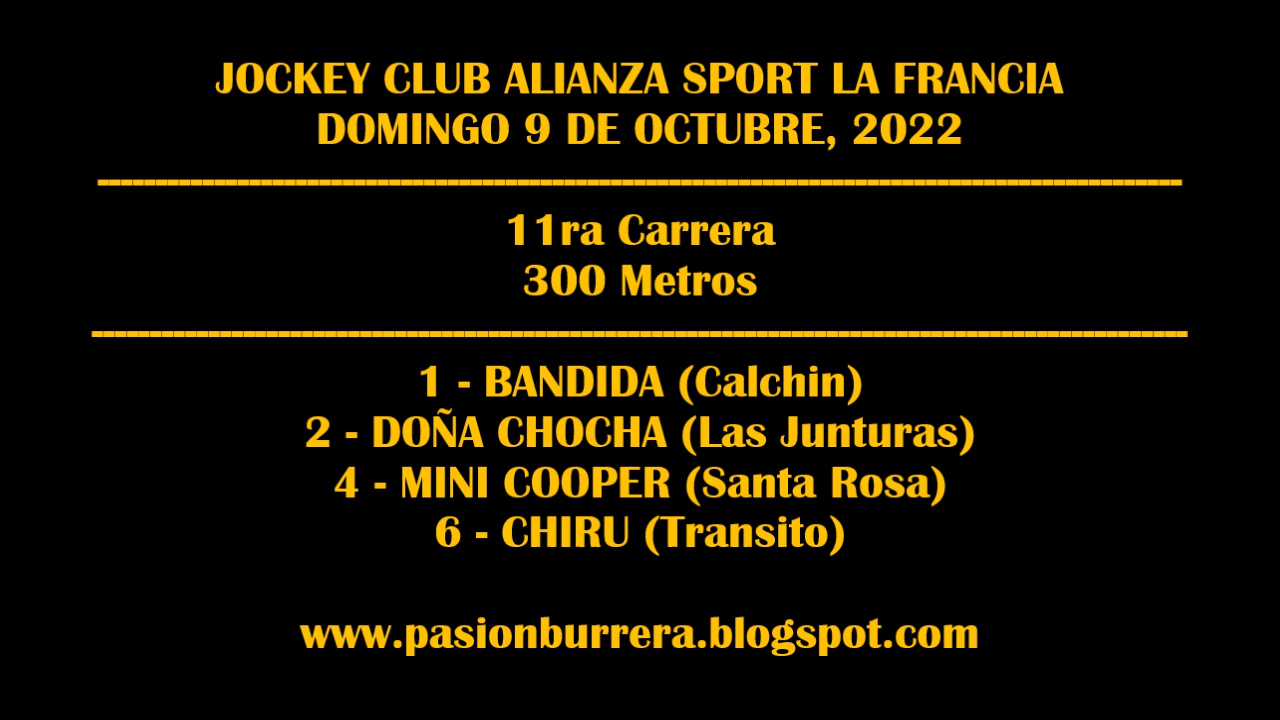 JOCKEY CLUB ALIANZA SPORT LA FRANCIA
DOMINGO 9 DE OCTUBRE, 2022
11ra Carrera
300 Metros
1 - BANDIDA (Calchin)
2 - DOÑA CHOCHA (Las Junturas)
4 - MINI COOPER (Santa Rosa)
6 - CHIRU (Transito)
www.pasionburrera.blogspot.com